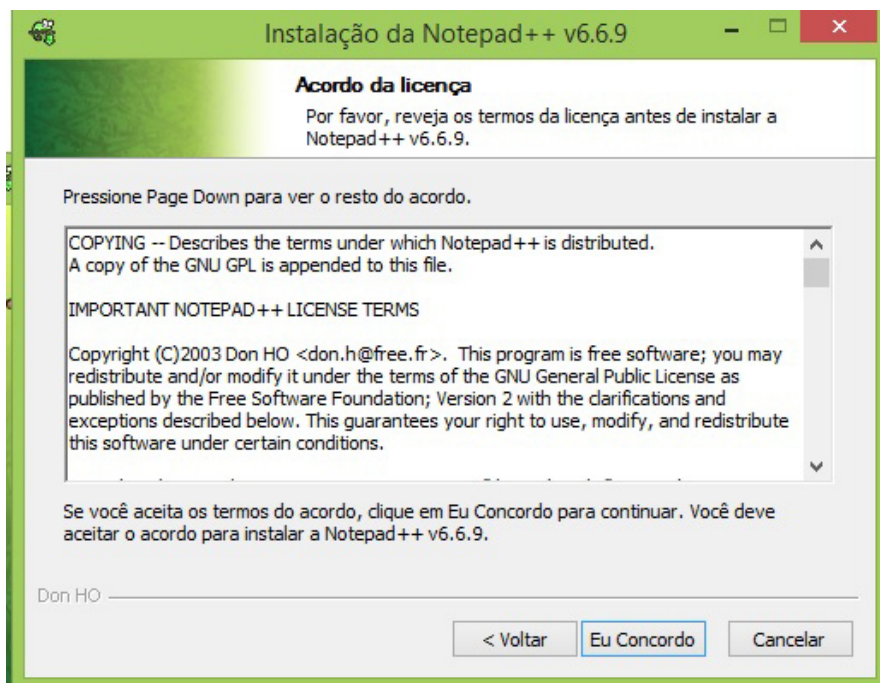 Instalação da Notepad++ v6.6.9
Acordo da licença
Por favor, reveja os termos da licença antes de instalar a
Notepad++ v6.6.9.
Pressione Page Down para ver o resto do acordo.
COPYING -- Describes the terms under which Notepad++ is distributed.
A copy of the GNU GPL is appended to this file.
IMPORTANT NOTEPAD++ LICENSE TERMS
Copyright (C)2003 Don HO <don.h@free.fr>. This program is free software; you may
redistribute and/or modify it under the terms of the GNU General Public License as
published by the Free Software Foundation; Version 2 with the clarifications and
exceptions described below. This guarantees your right to use, modify, and redistribute
this software under certain conditions.
Se você aceita os termos do acordo, clique em Eu Concordo para continuar. Você deve
aceitar o acordo para instalar a Notepad++ v6.6.9.
Don HO
< Voltar
Eu Concordo
Cancelar